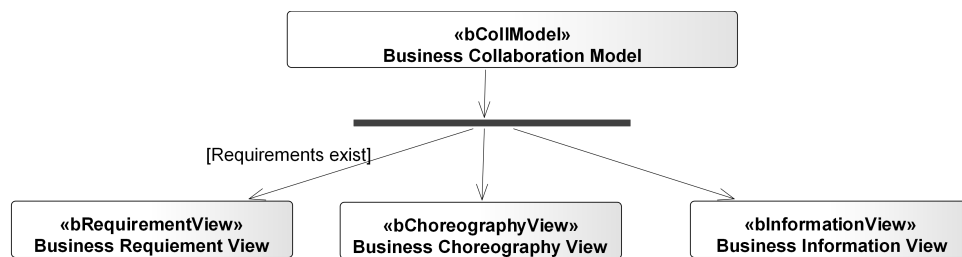 «bCollModel»
Business Collaboration Model
[Requirements exist]
«bRequirementView»
Business Requiement View
«bChoreographyView»
Business Choreography View
«bInformationView»
Business Information View